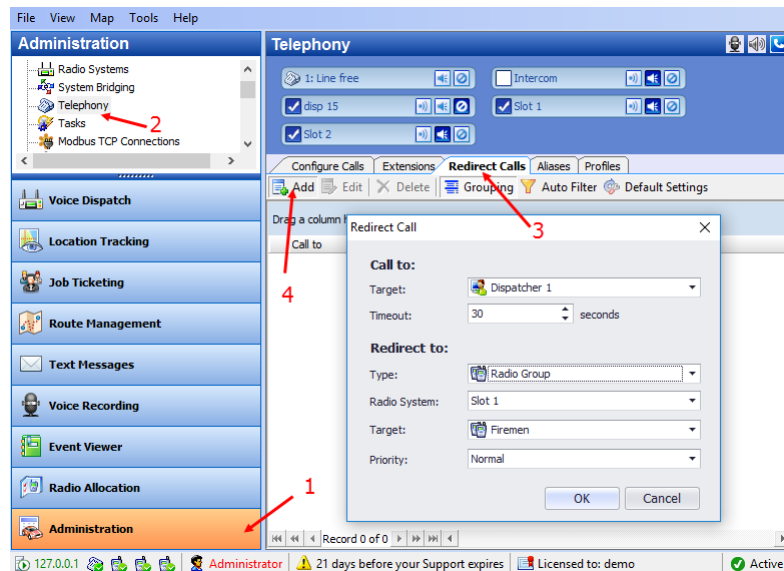 File View Map Tools Help
Administration
Radio Systems
System Bridging
Telephony
Tasks
Modbus TCP Connections
2
Voice Dispatch
Location Tracking
Job Ticketing
Route Management
Text Messages
Voice Recording
Event Viewer
Radio Allocation
1
Administration
Telephony
1: Line free
Intercom
disp 15
Slot 1
Slot 2
Configure Calls Extensions Redirect Calls Aliases Profiles
Add Edit Delete Grouping Auto Filter Default Settings
3
4
Drag a column
Call to
Redirect Call
Call to:
Target: Dispatcher 1
Timeout: 30 seconds
Redirect to:
Type: Radio Group
Radio System: Slot 1
Target: Firemen
Priority: Normal
OK Cancel
Record 0 of 0
127.0.0.1 Administrator 21 days before your Support expires Licensed to: demo Active